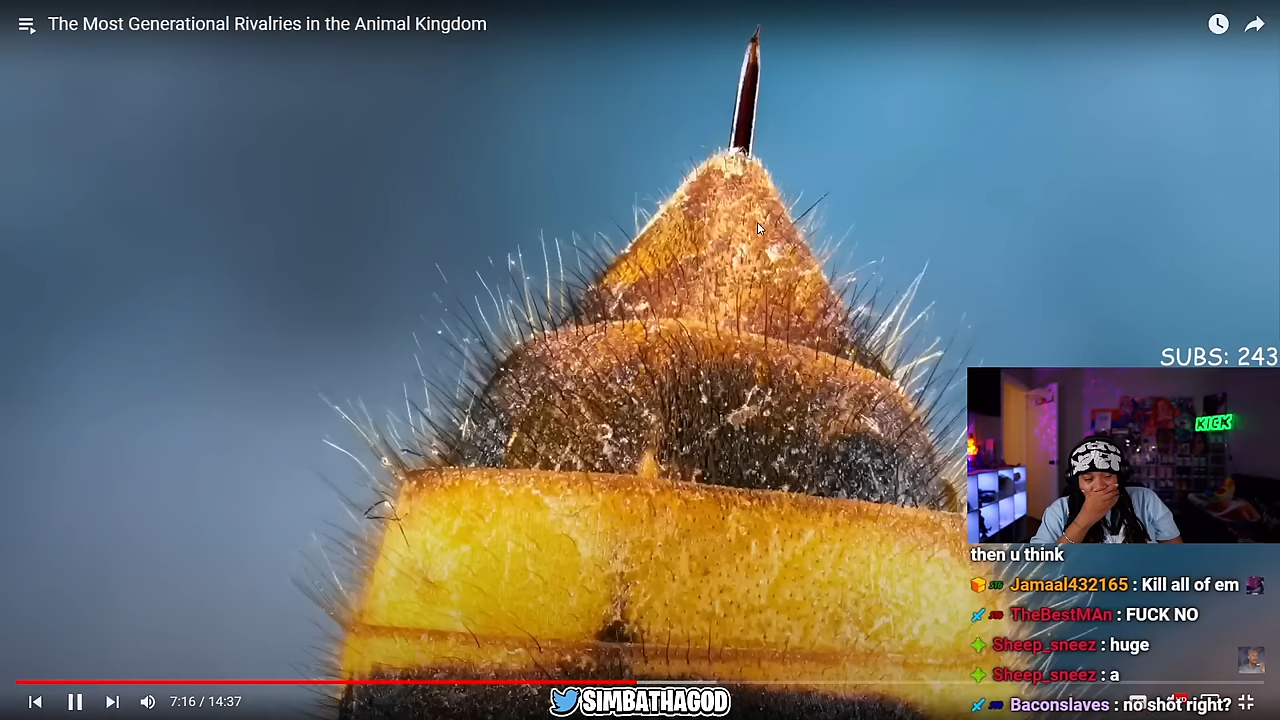 The Most Generational Rivalries in the Animal Kingdom
SUBS: 243
KICK
then u think
Jamaal432165 : Kill all of em
TheBestMAn : FUCK NO
Sheep_sneez : huge
Sheep_sneez : a
Baconslaves : no shot right?
7:16 / 14:37
SIMBATHAGOD